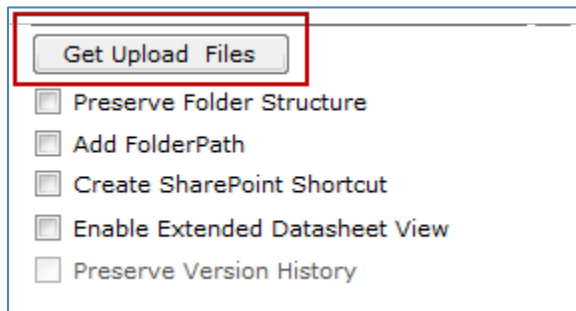 Get Upload  Files
Preserve Folder Structure
Add FolderPath
Create SharePoint Shortcut
Enable Extended Datasheet View
Preserve Version History